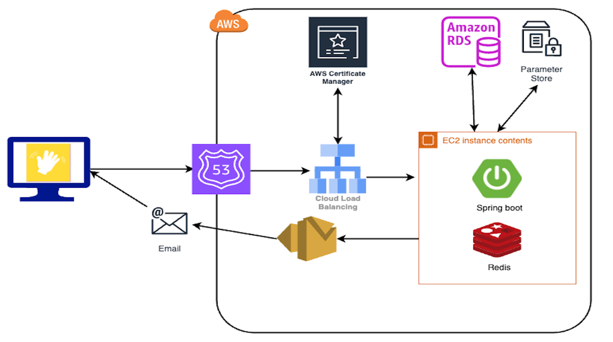 AWS
Amazon
RDS
Parameter
Store
AWS Certificate
Manager
EC2 instance contents
53
Cloud Load
Balancing
Spring boot
@
Email
Redis